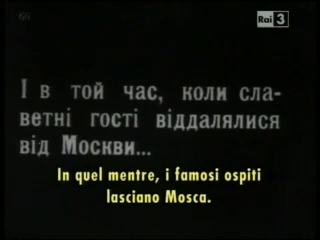 Rai 3
І в той час, коли сла-
ветні гості віддалялися
від Москви...
In quel mentre, i famosi ospiti
lasciano Mosca.